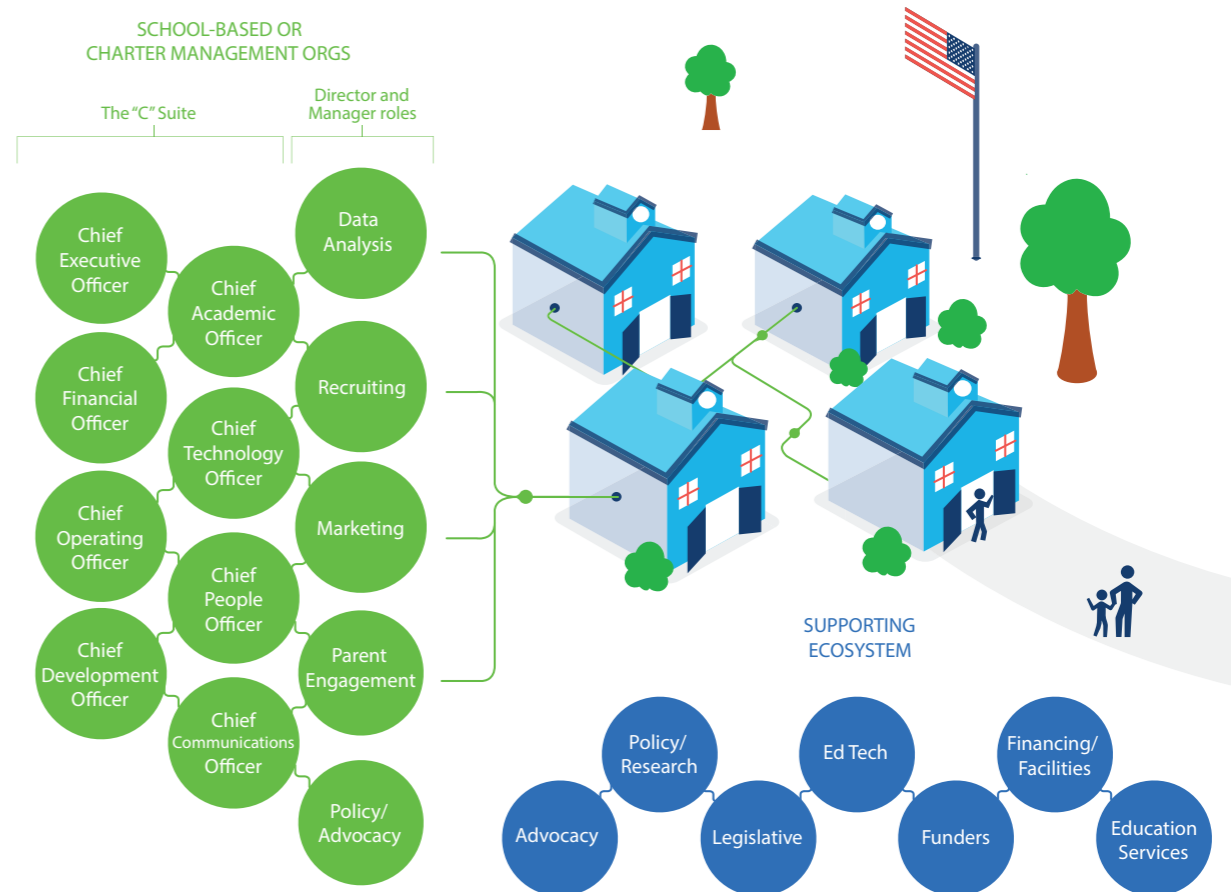 SCHOOL-BASED OR
CHARTER MANAGEMENT ORGS
The "C" Suite
Director and
Manager roles
Chief
Executive
Officer
Chief
Financial
Officer
Chief
Operating
Officer
Chief
Development
Officer
Chief
Academic
Officer
Chief
Technology
Officer
Chief
People
Officer
Chief
Communications
Officer
Data
Analysis
Recruiting
Marketing
Parent
Engagement
Policy/
Advocacy
SUPPORTING
ECOSYSTEM
Advocacy
Policy/
Research
Legislative
Ed Tech
Funders
Financing/
Facilities
Education
Services